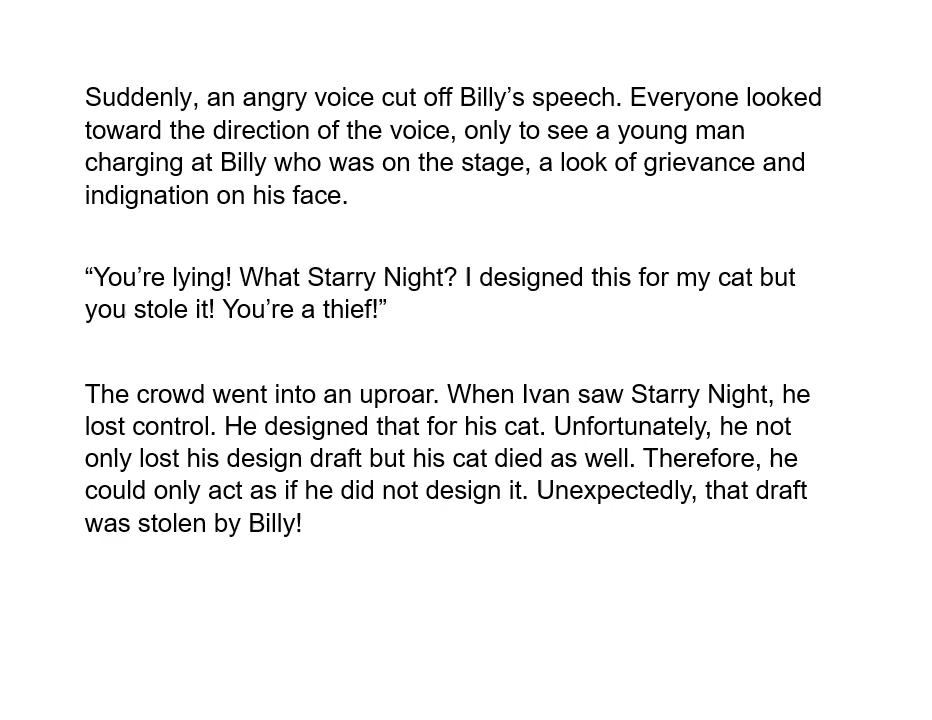 Suddenly, an angry voice cut off Billy’s speech. Everyone looked
toward the direction of the voice, only to see a young man
charging at Billy who was on the stage, a look of grievance and
indignation on his face.
“You’re lying! What Starry Night? I designed this for my cat but
you stole it! You’re a thief!”
The crowd went into an uproar. When Ivan saw Starry Night, he
lost control. He designed that for his cat. Unfortunately, he not
only lost his design draft but his cat died as well. Therefore, he
could only act as if he did not design it. Unexpectedly, that draft
was stolen by Billy!